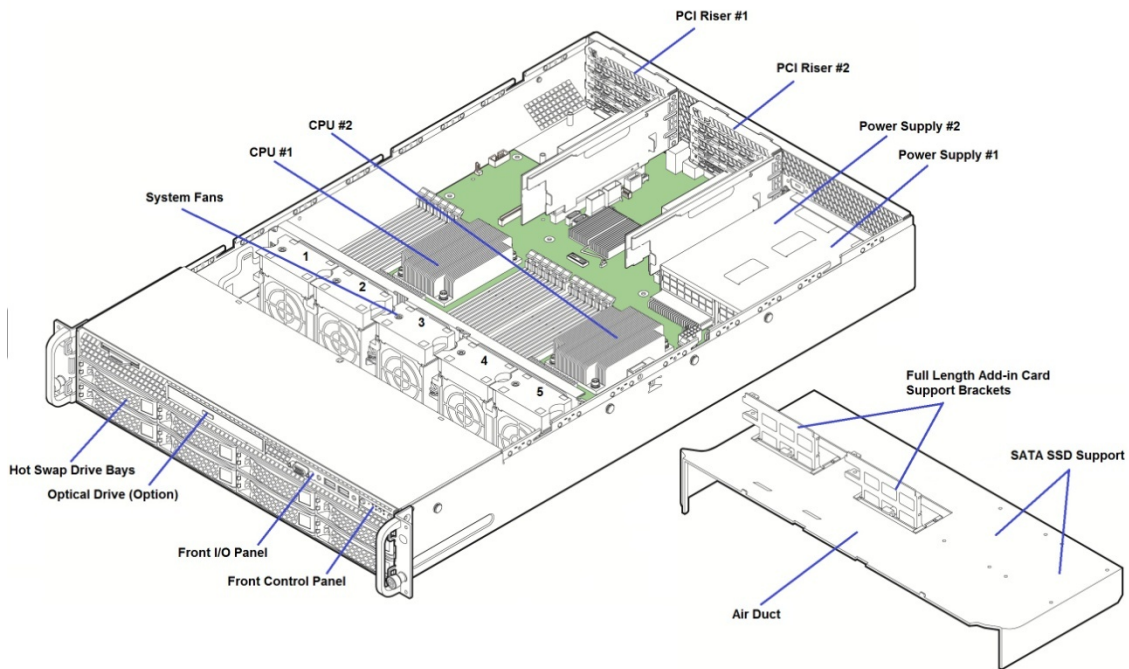 PCI Riser #1
PCI Riser #2
CPU #2
Power Supply #2
CPU #1
Power Supply #1
System Fans
1
2
3
4
5
Full Length Add-in Card
Support Brackets
SATA SSD Support
Hot Swap Drive Bays
Optical Drive (Option)
Front I/O Panel
Front Control Panel
Air Duct